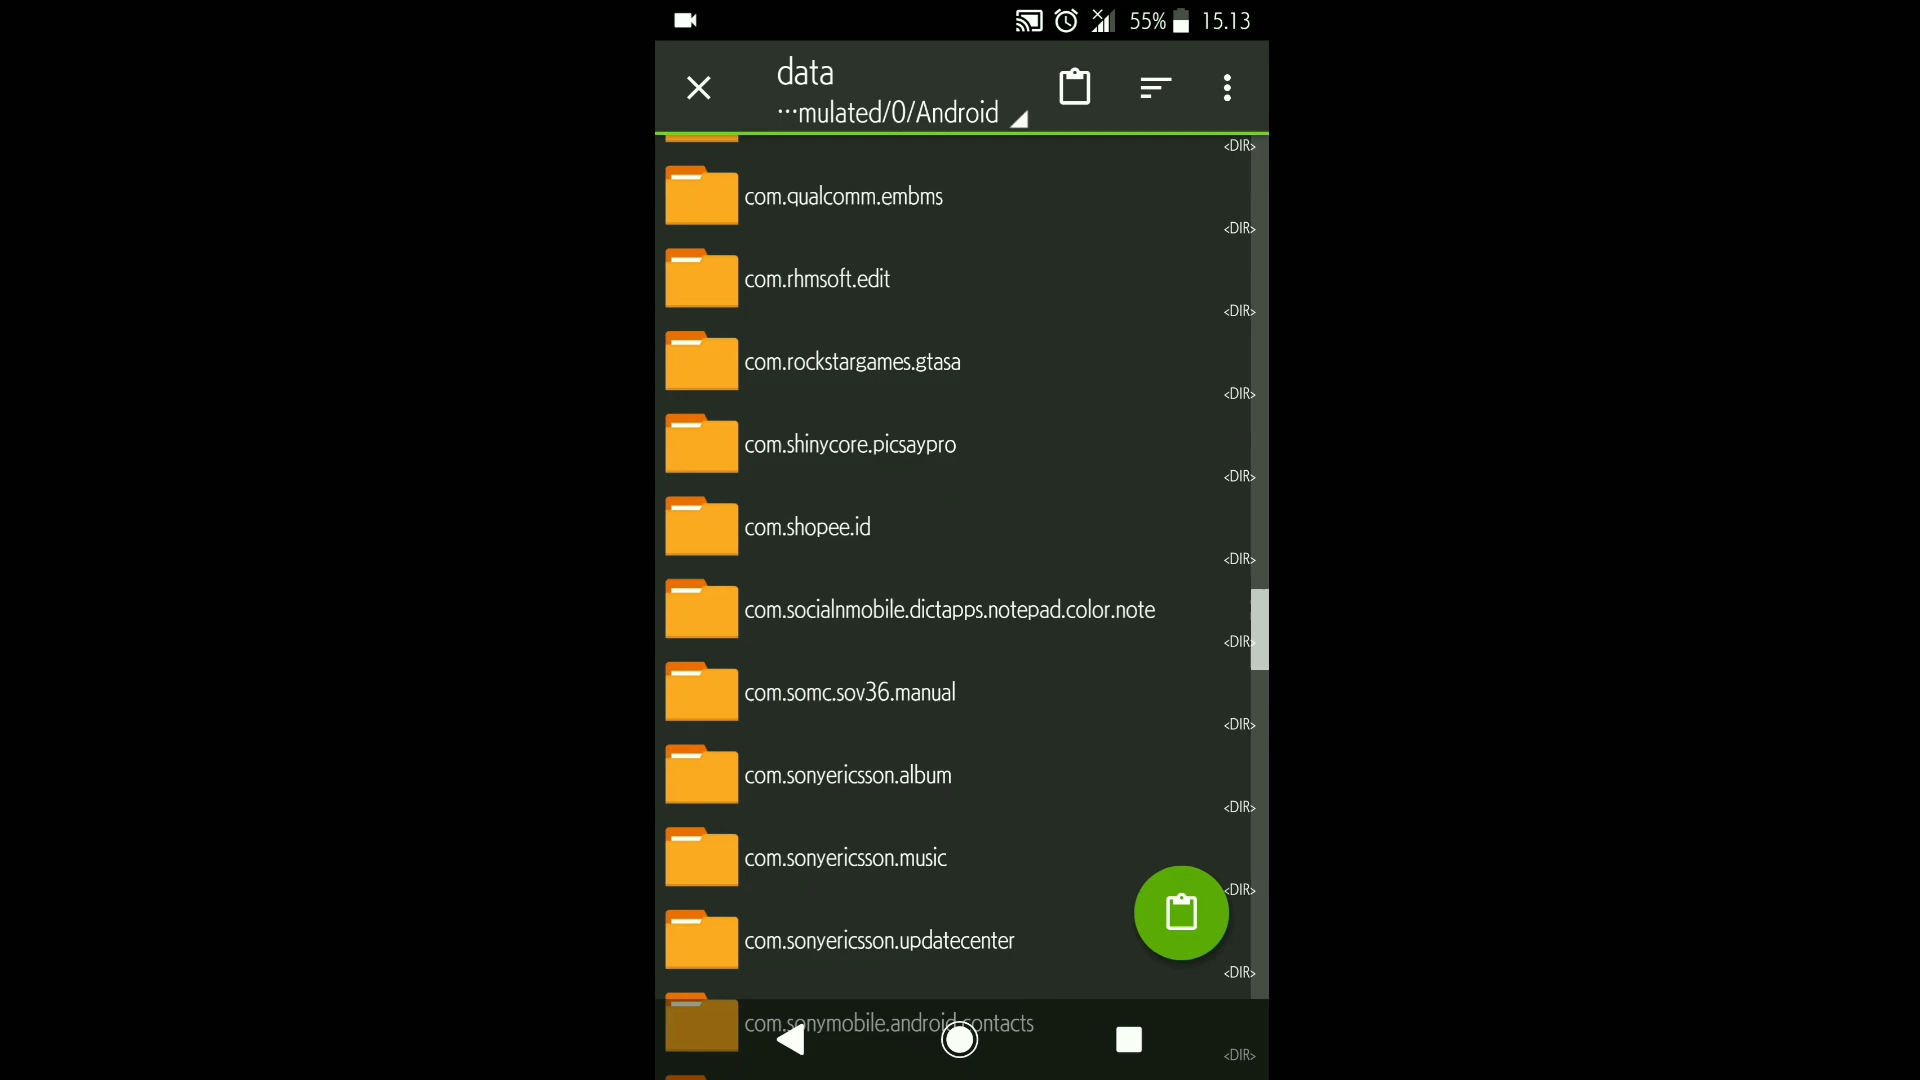 55% 15.13
data
...mulated/0/Android
<DIR>
com.qualcomm.embms
<DIR>
com.rhmsoft.edit
<DIR>
com.rockstargames.gtasa
<DIR>
com.shinycore.picsaypro
<DIR>
com.shopee.id
<DIR>
com.socialnmobile.dictapps.notepad.color.note
<DIR>
com.somc.sov36.manual
<DIR>
com.sonyericsson.album
<DIR>
com.sonyericsson.music
<DIR>
com.sonyericsson.updatecenter
<DIR>
com.sonymobile.android.contacts
<DIR>